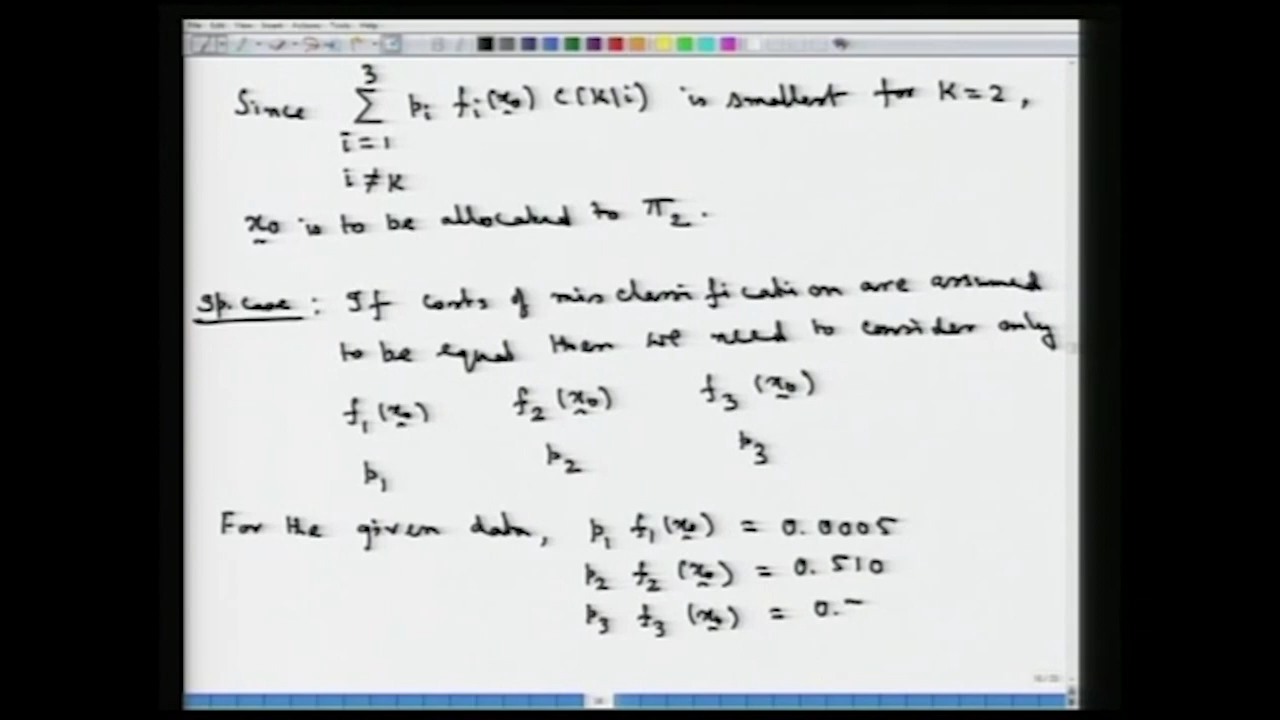 Since ∑ p_i f_i(x_0) C(K|i) is smallest for K=2,
3
i=1
i≠K
x_0 is to be allocated to π_2.
Sp. Case : If costs of misclassification are assumed
to be equal then we need to consider only
f_1(x_0) f_2(x_0) f_3(x_0)
p_1 p_2 p_3
For the given data, p_1 f_1(x_0) = 0.0005
p_2 f_2(x_0) = 0.510
p_3 f_3(x_0) = 0.